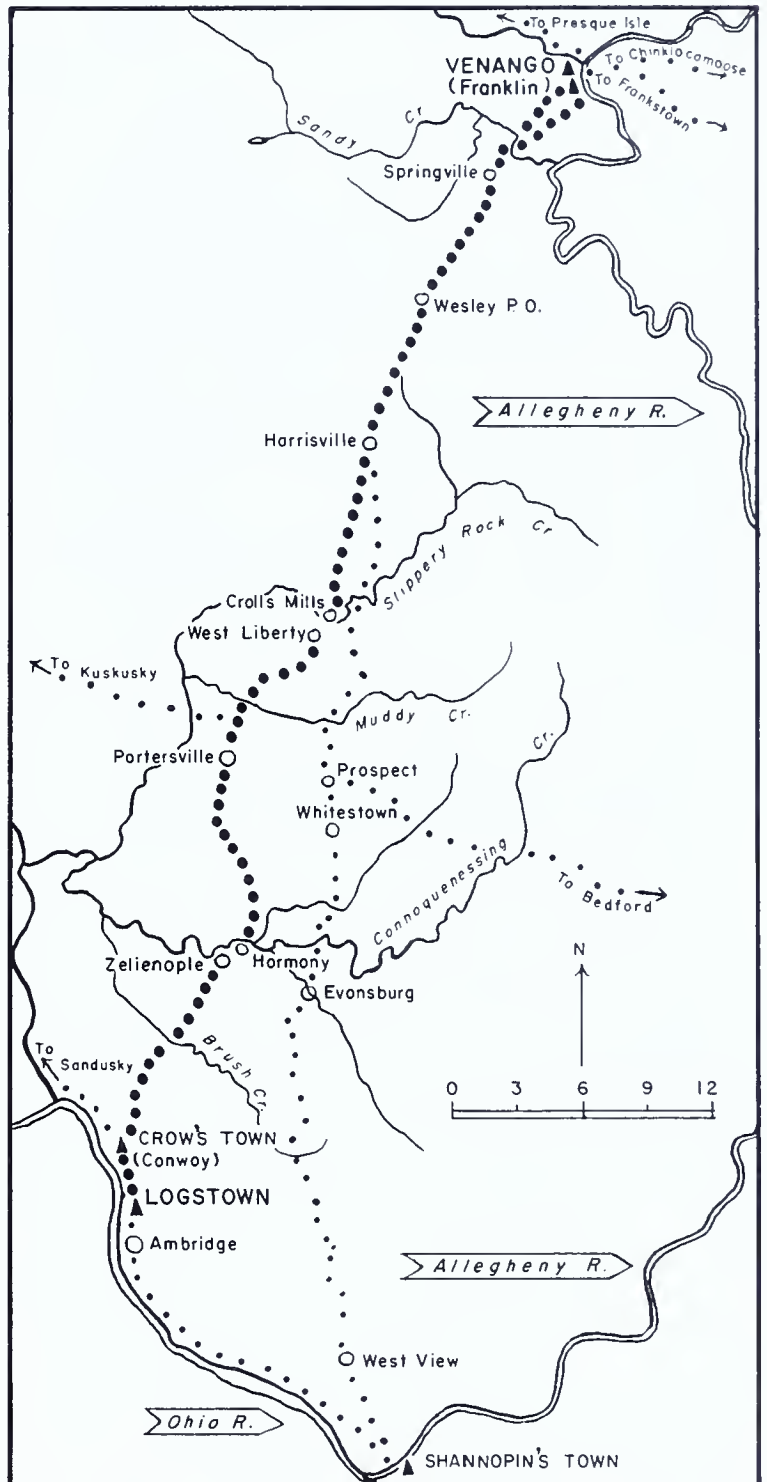 To Presque Isle
To Chinklacamoose
To Frankstown
VENANGO
(Franklin)
Sandy Cr
Springville
Wesley P.O.
Allegheny R.
Harrisville
Slippery Rock Cr
Croll's Mills
West Liberty
To Kuskusky
Muddy Cr.
Portersville
Prospect
Whitestown
Connoquenessing Cr.
To Bedford
Zelienople
Harmony
Evansburg
N
To Sandusky
Brush Cr.
0 3 6 9 12
CROW'S TOWN
(Conway)
LOGSTOWN
Ambridge
Allegheny R.
West View
Ohio R.
SHANNOPIN'S TOWN